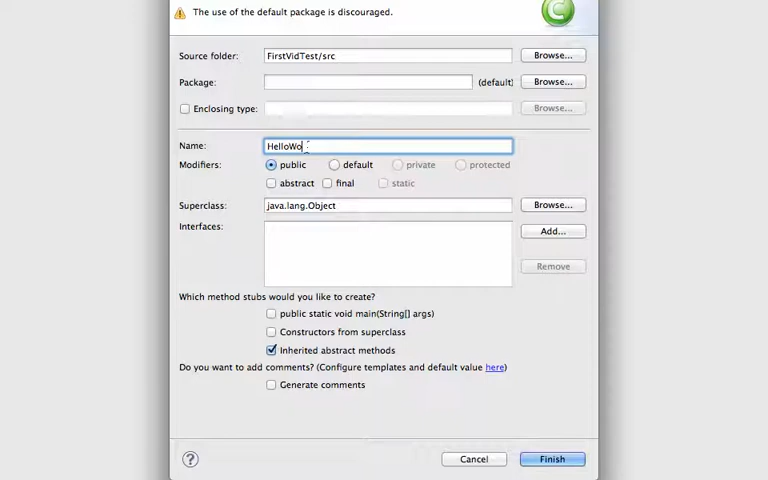 The use of the default package is discouraged.
C
Source folder: FirstVidTest/src Browse...
Package: (default) Browse...
Enclosing type: Browse...
Name: HelloWo
Modifiers: public default private protected
abstract final static
Superclass: java.lang.Object Browse...
Interfaces: Add...
Remove
Which method stubs would you like to create?
public static void main(String[] args)
Constructors from superclass
Inherited abstract methods
Do you want to add comments? (Configure templates and default value here)
Generate comments
? Cancel Finish